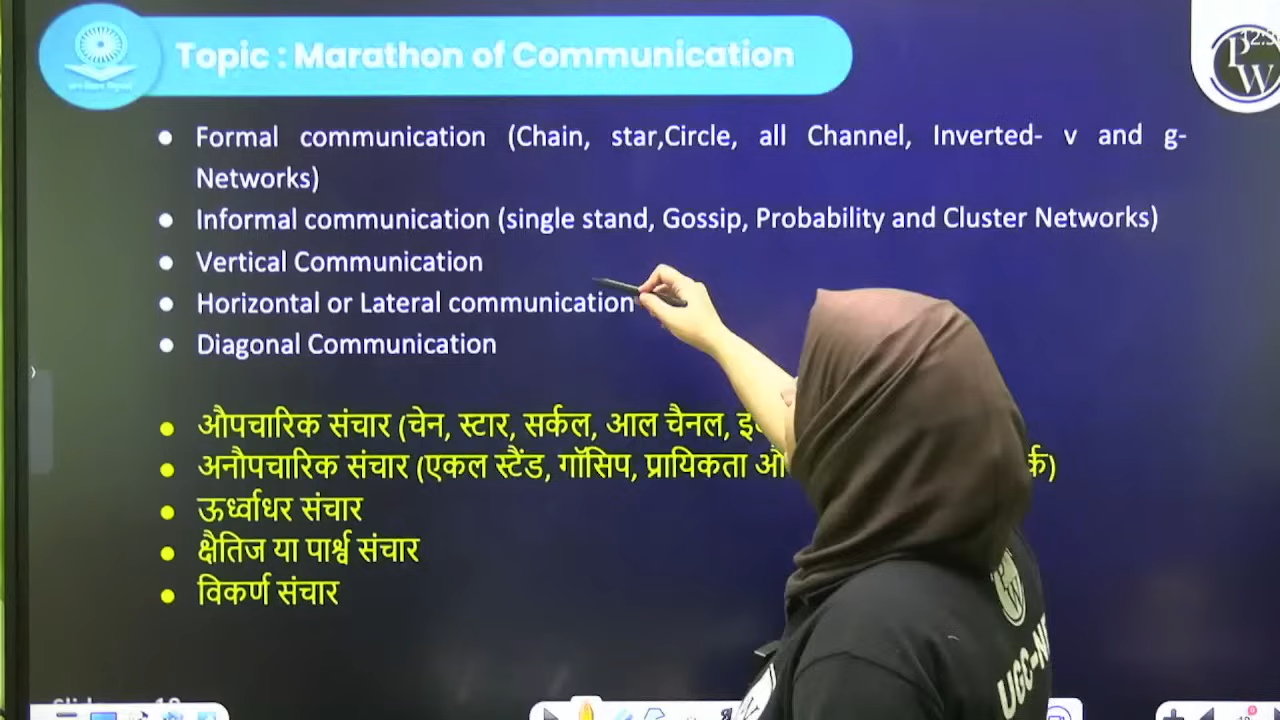 Topic : Marathon of Communication
PW
Formal communication (Chain, star,Circle, all Channel, Inverted- v and g-
Networks)
Informal communication (single stand, Gossip, Probability and Cluster Networks)
Vertical Communication
Horizontal or Lateral communication
Diagonal Communication
औपचारिक संचार (चेन, स्टार, सर्कल, आल चैनल,
अनौपचारिक संचार (एकल स्टैंड, गॉसिप, प्रायिकता
ऊर्ध्वाधर संचार
क्षैतिज या पार्श्व संचार
विकर्ण संचार